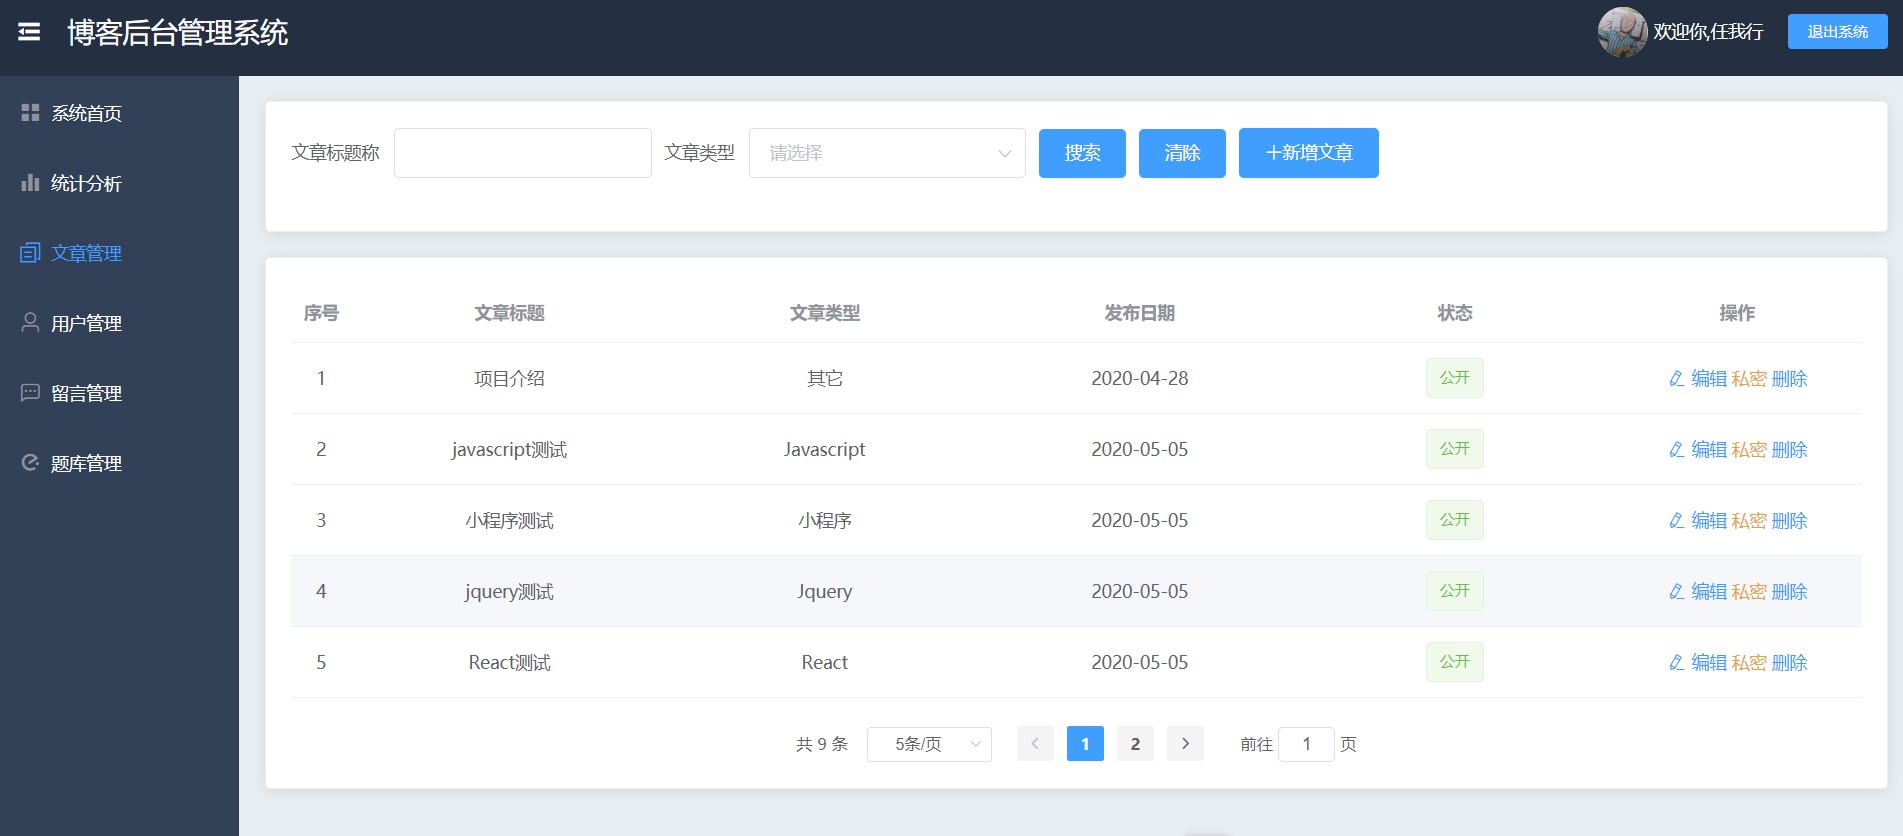 博客后台管理系统
欢迎你,任我行
退出系统
系统首页
统计分析
文章管理
用户管理
留言管理
题库管理
文章标题称
文章类型
请选择
搜索
清除
+新增文章
序号 文章标题 文章类型 发布日期 状态 操作
1 项目介绍 其它 2020-04-28 公开 编辑 私密 删除
2 javascript测试 Javascript 2020-05-05 公开 编辑 私密 删除
3 小程序测试 小程序 2020-05-05 公开 编辑 私密 删除
4 jquery测试 Jquery 2020-05-05 公开 编辑 私密 删除
5 React测试 React 2020-05-05 公开 编辑 私密 删除
共 9 条 5条/页 1 2 前往 1 页